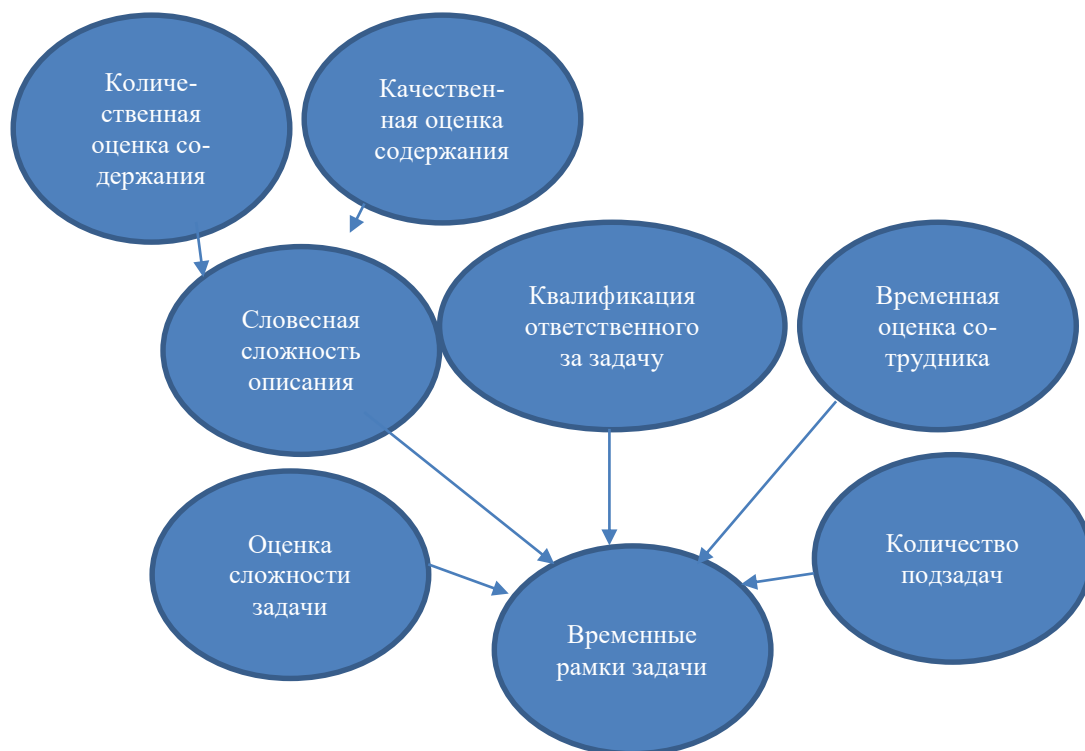 Количе-
ственная
оценка со-
держания
Качествен-
ная оценка
содержания
Словесная
сложность
описания
Квалификация
ответственного
за задачу
Временная
оценка со-
трудника
Оценка
сложности
задачи
Количество
подзадач
Временные
рамки задачи